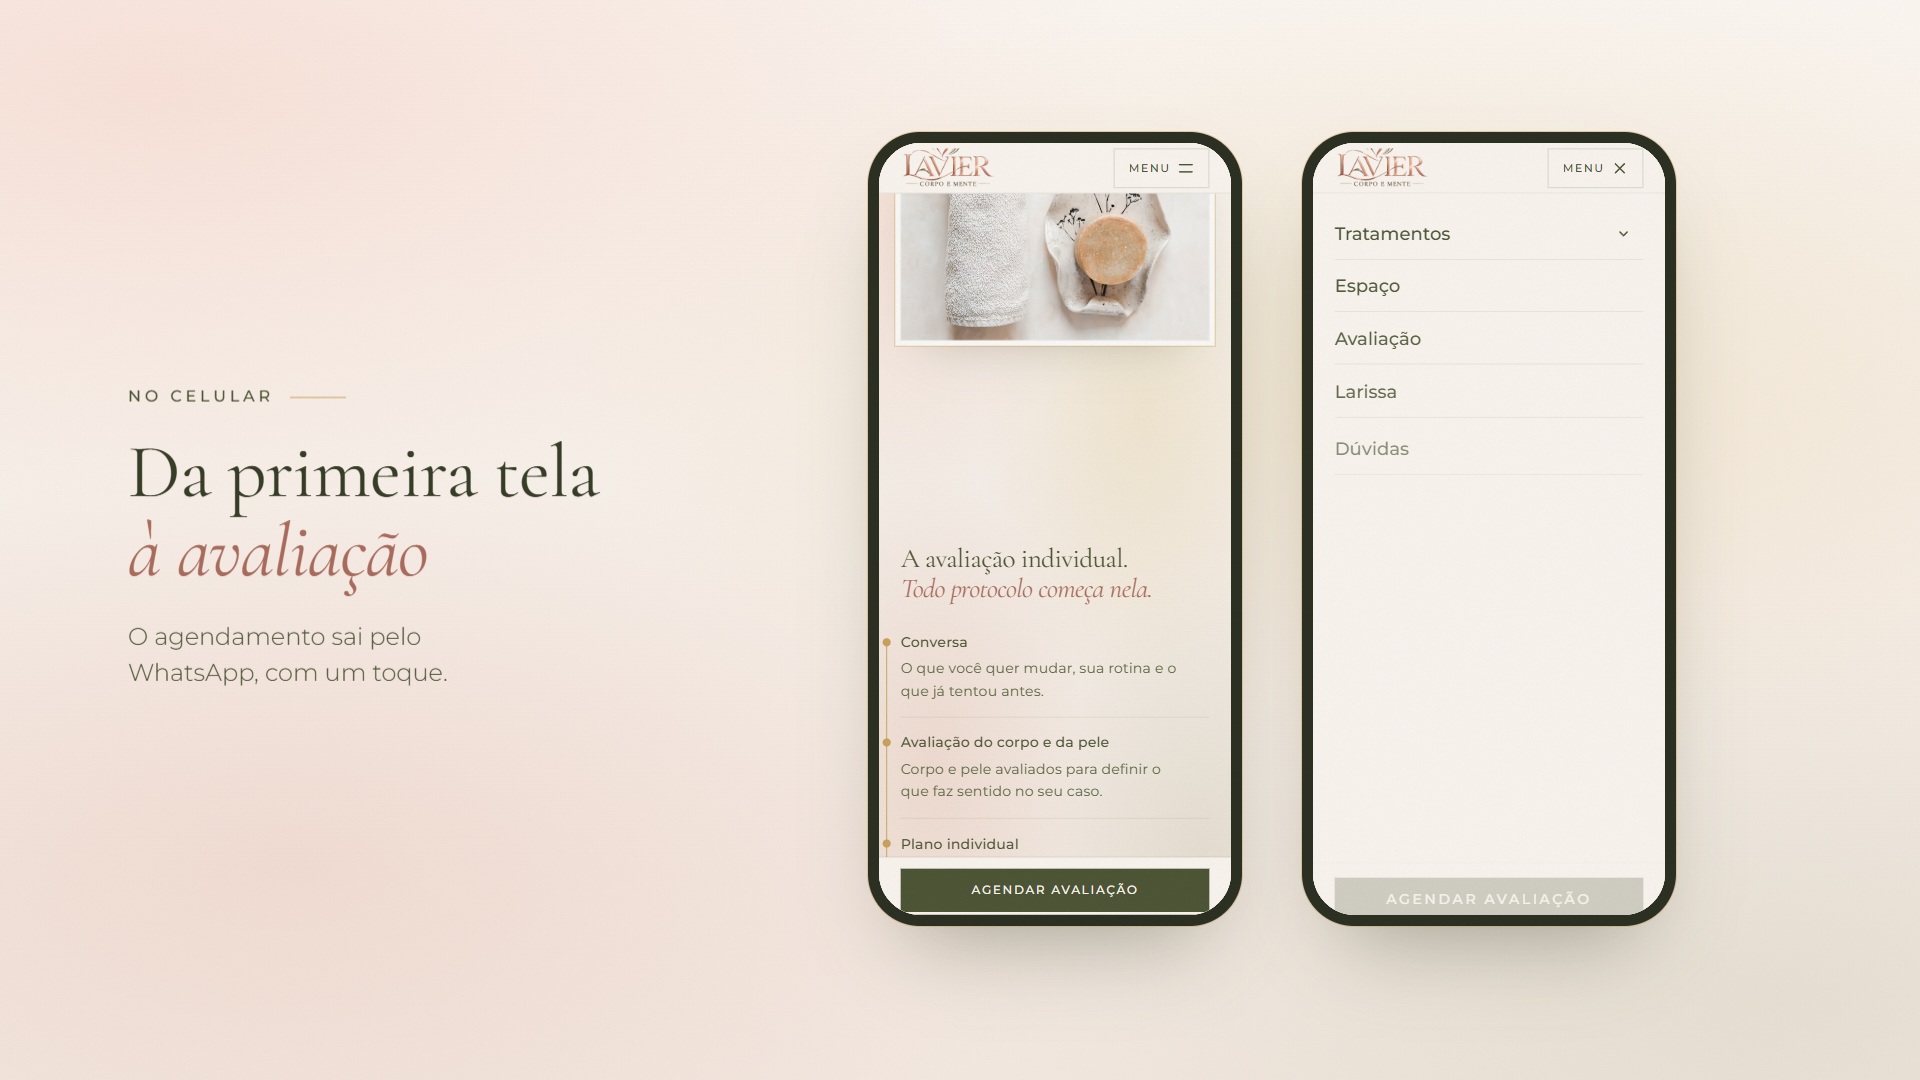 NO CELULAR
Da primeira tela
à avaliação
O agendamento sai pelo
WhatsApp, com um toque.
LAVIER
CORPO E MENTE
MENU
A avaliação individual.
Todo protocolo começa nela.
Conversa
O que você quer mudar, sua rotina e o
que já tentou antes.
Avaliação do corpo e da pele
Corpo e pele avaliados para definir o
que faz sentido no seu caso.
Plano individual
AGENDAR AVALIAÇÃO
LAVIER
CORPO E MENTE
MENU
Tratamentos
Espaço
Avaliação
Larissa
Dúvidas
AGENDAR AVALIAÇÃO